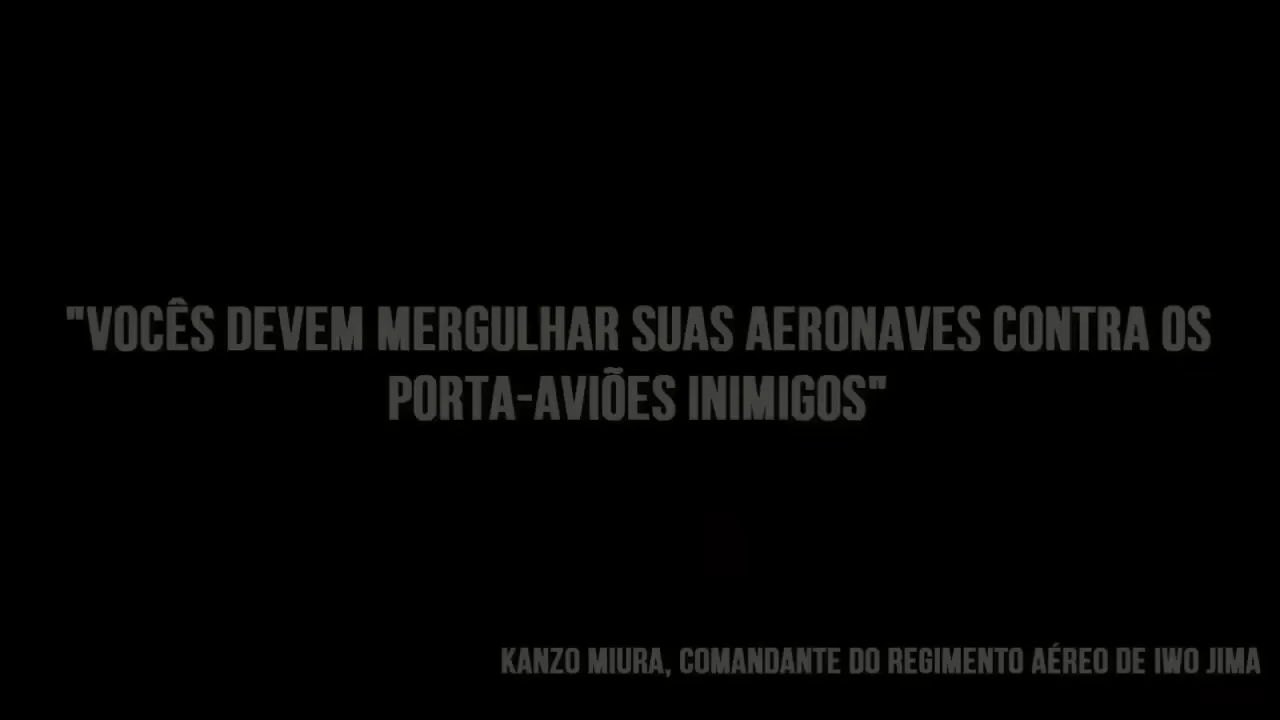 "VOCÊS DEVEM MERGULHAR SUAS AERONAVES CONTRA OS
PORTA-AVIÕES INIMIGOS"
KANZO MIURA, COMANDANTE DO REGIMENTO AÉREO DE IWO JIMA